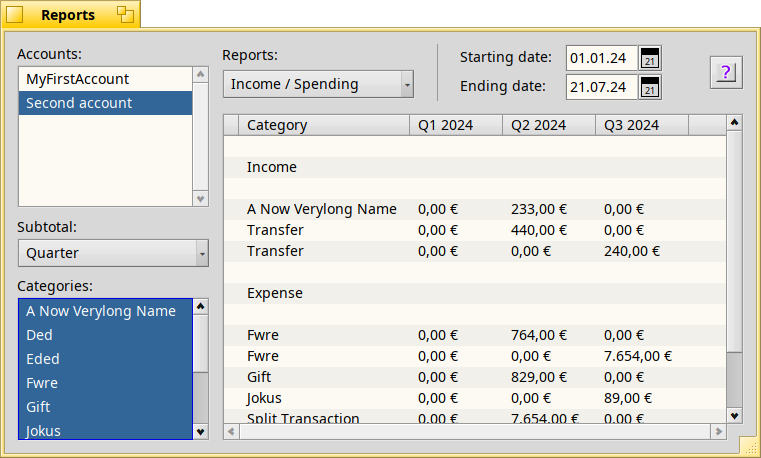 Reports
Accounts:
MyFirstAccount
Second account
Subtotal:
Quarter
Categories:
A Now Verylong Name
Ded
Eded
Fwre
Gift
Jokus
Reports:
Income / Spending
Starting date: 01.01.24 21
Ending date: 21.07.24 21
?
Category Q1 2024 Q2 2024 Q3 2024
Income
A Now Verylong Name 0,00 € 233,00 € 0,00 €
Transfer 0,00 € 440,00 € 0,00 €
Transfer 0,00 € 0,00 € 240,00 €
Expense
Fwre 0,00 € 764,00 € 0,00 €
Fwre 0,00 € 0,00 € 7.654,00 €
Gift 0,00 € 829,00 € 0,00 €
Jokus 0,00 € 0,00 € 89,00 €
Split Transaction 0,00 € 7.654,00 € 0,00 €